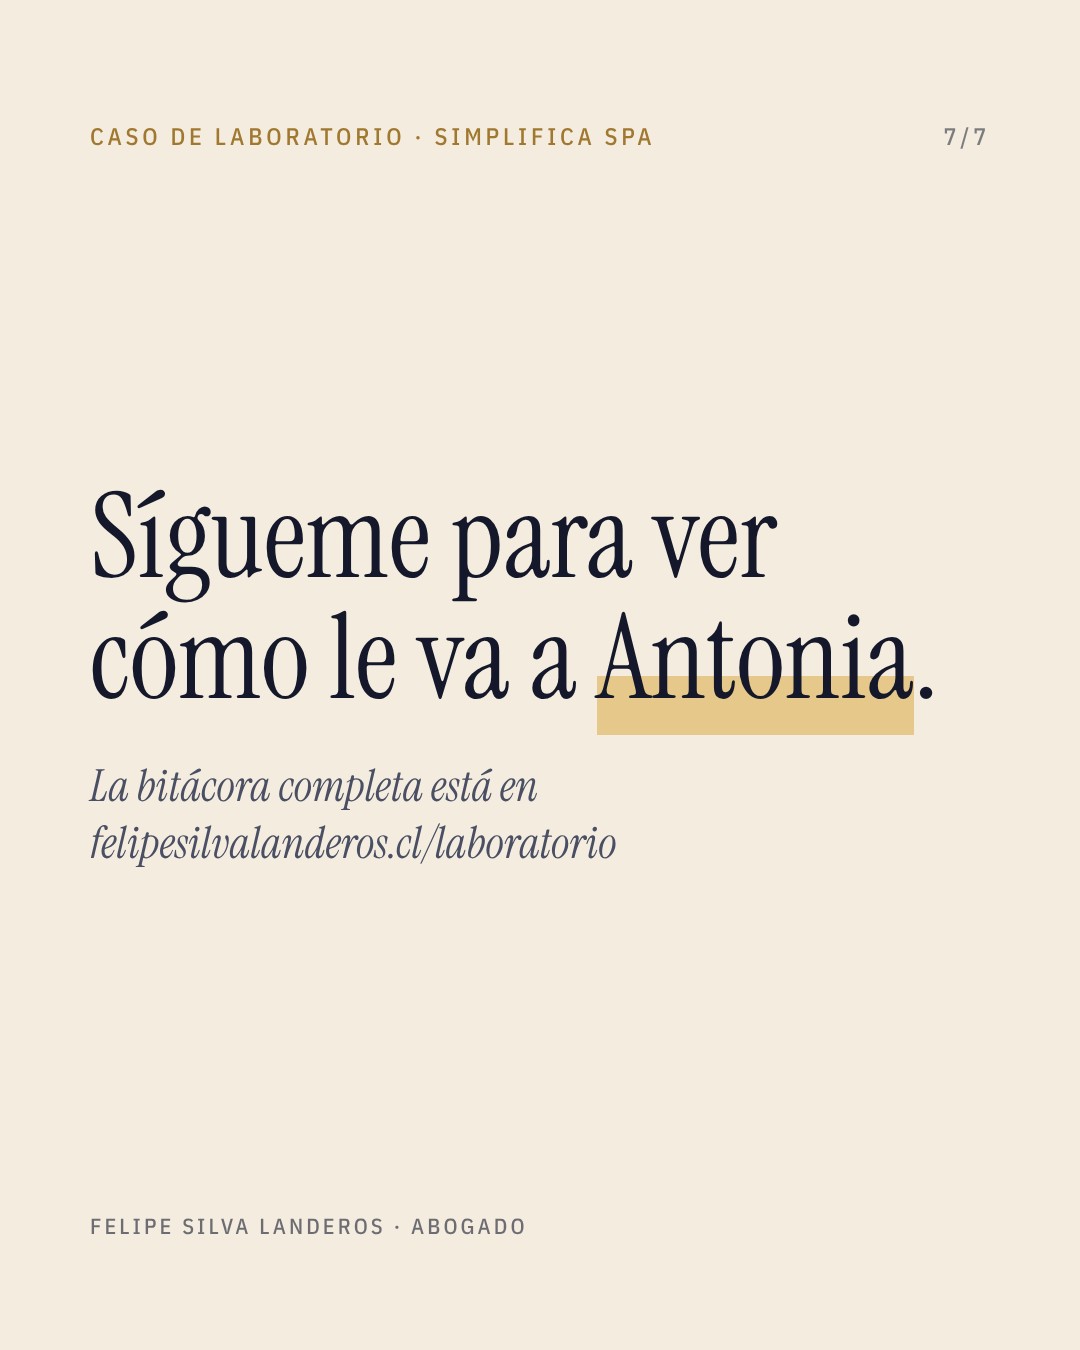 CASO DE LABORATORIO · SIMPLIFICA SPA
7/7
Sígueme para ver
cómo le va a Antonia.
La bitácora completa está en
felipesilvalanderos.cl/laboratorio
FELIPE SILVA LANDEROS · ABOGADO